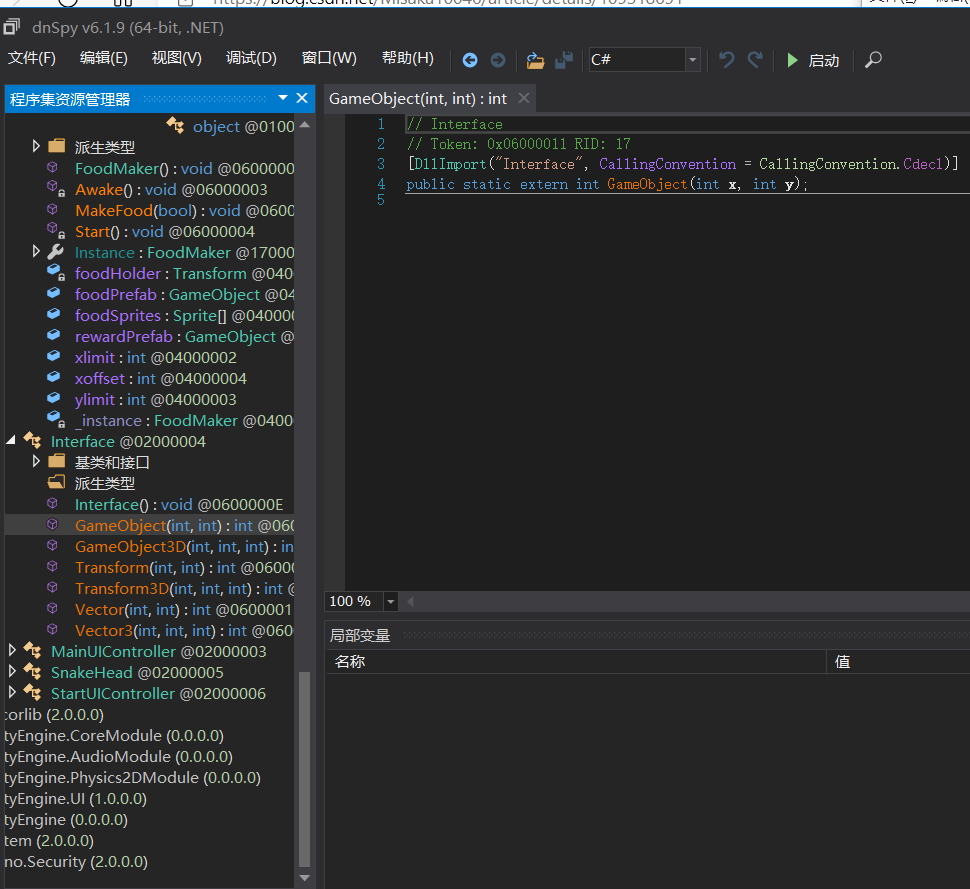 dnSpy v6.1.9 (64-bit, .NET)
文件(F) 编辑(E) 视图(V) 调试(D) 窗口(W) 帮助(H) C# 启动
程序集资源管理器
object @0100
派生类型
FoodMaker() : void @0600000
Awake() : void @06000003
MakeFood(bool) : void @0600
Start() : void @06000004
Instance : FoodMaker @17000
foodHolder : Transform @040
foodPrefab : GameObject @04
foodSprites : Sprite[] @040000
rewardPrefab : GameObject @
xlimit : int @04000002
xoffset : int @04000004
ylimit : int @04000003
_instance : FoodMaker @0400
Interface @02000004
基类和接口
派生类型
Interface() : void @0600000E
GameObject(int, int) : int @060
GameObject3D(int, int, int) : in
Transform(int, int) : int @0600
Transform3D(int, int, int) : int @
Vector(int, int) : int @0600001
Vector3(int, int, int) : int @060
MainUIController @02000003
SnakeHead @02000005
StartUIController @02000006
corlib (2.0.0.0)
tyEngine.CoreModule (0.0.0.0)
tyEngine.AudioModule (0.0.0.0)
tyEngine.Physics2DModule (0.0.0.0)
tyEngine.UI (1.0.0.0)
tyEngine (0.0.0.0)
tem (2.0.0.0)
no.Security (2.0.0.0)
GameObject(int, int) : int
1 // Interface
2 // Token: 0x06000011 RID: 17
3 [DllImport("Interface", CallingConvention = CallingConvention.Cdecl)]
4 public static extern int GameObject(int x, int y);
5
100 %
局部变量
名称 值